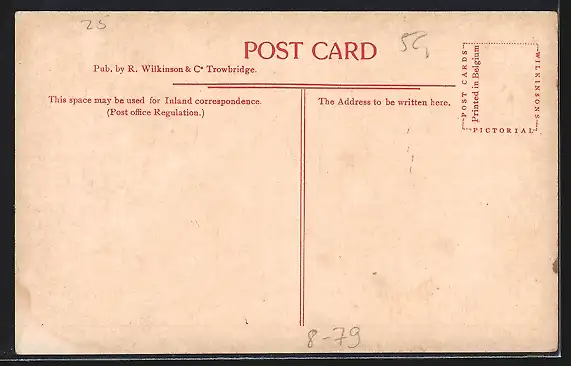 25
POST CARD
Pub. by R. Wilkinson & Co Trowbridge.
This space may be used for Inland correspondence.
(Post office Regulation.)
The Address to be written here.
POST CARDS
Printed in Belgium
WILKINSONS
PICTORIAL
8-79